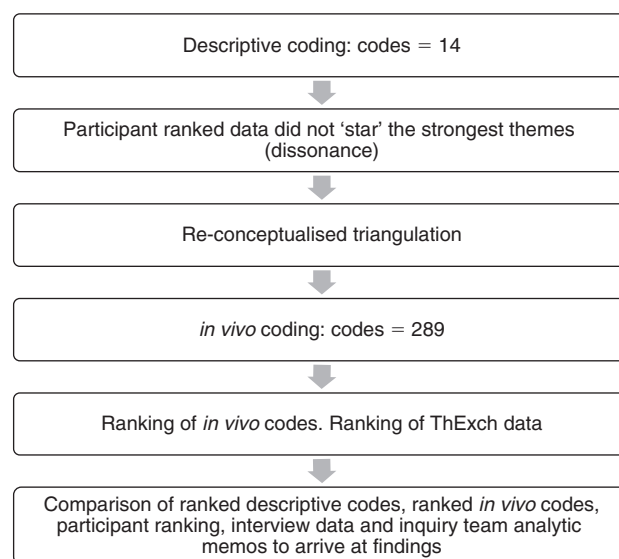 Descriptive coding: codes = 14
Participant ranked data did not ‘star’ the strongest themes
(dissonance)
Re-conceptualised triangulation
in vivo coding: codes = 289
Ranking of in vivo codes. Ranking of ThExch data
Comparison of ranked descriptive codes, ranked in vivo codes,
participant ranking, interview data and inquiry team analytic
memos to arrive at findings